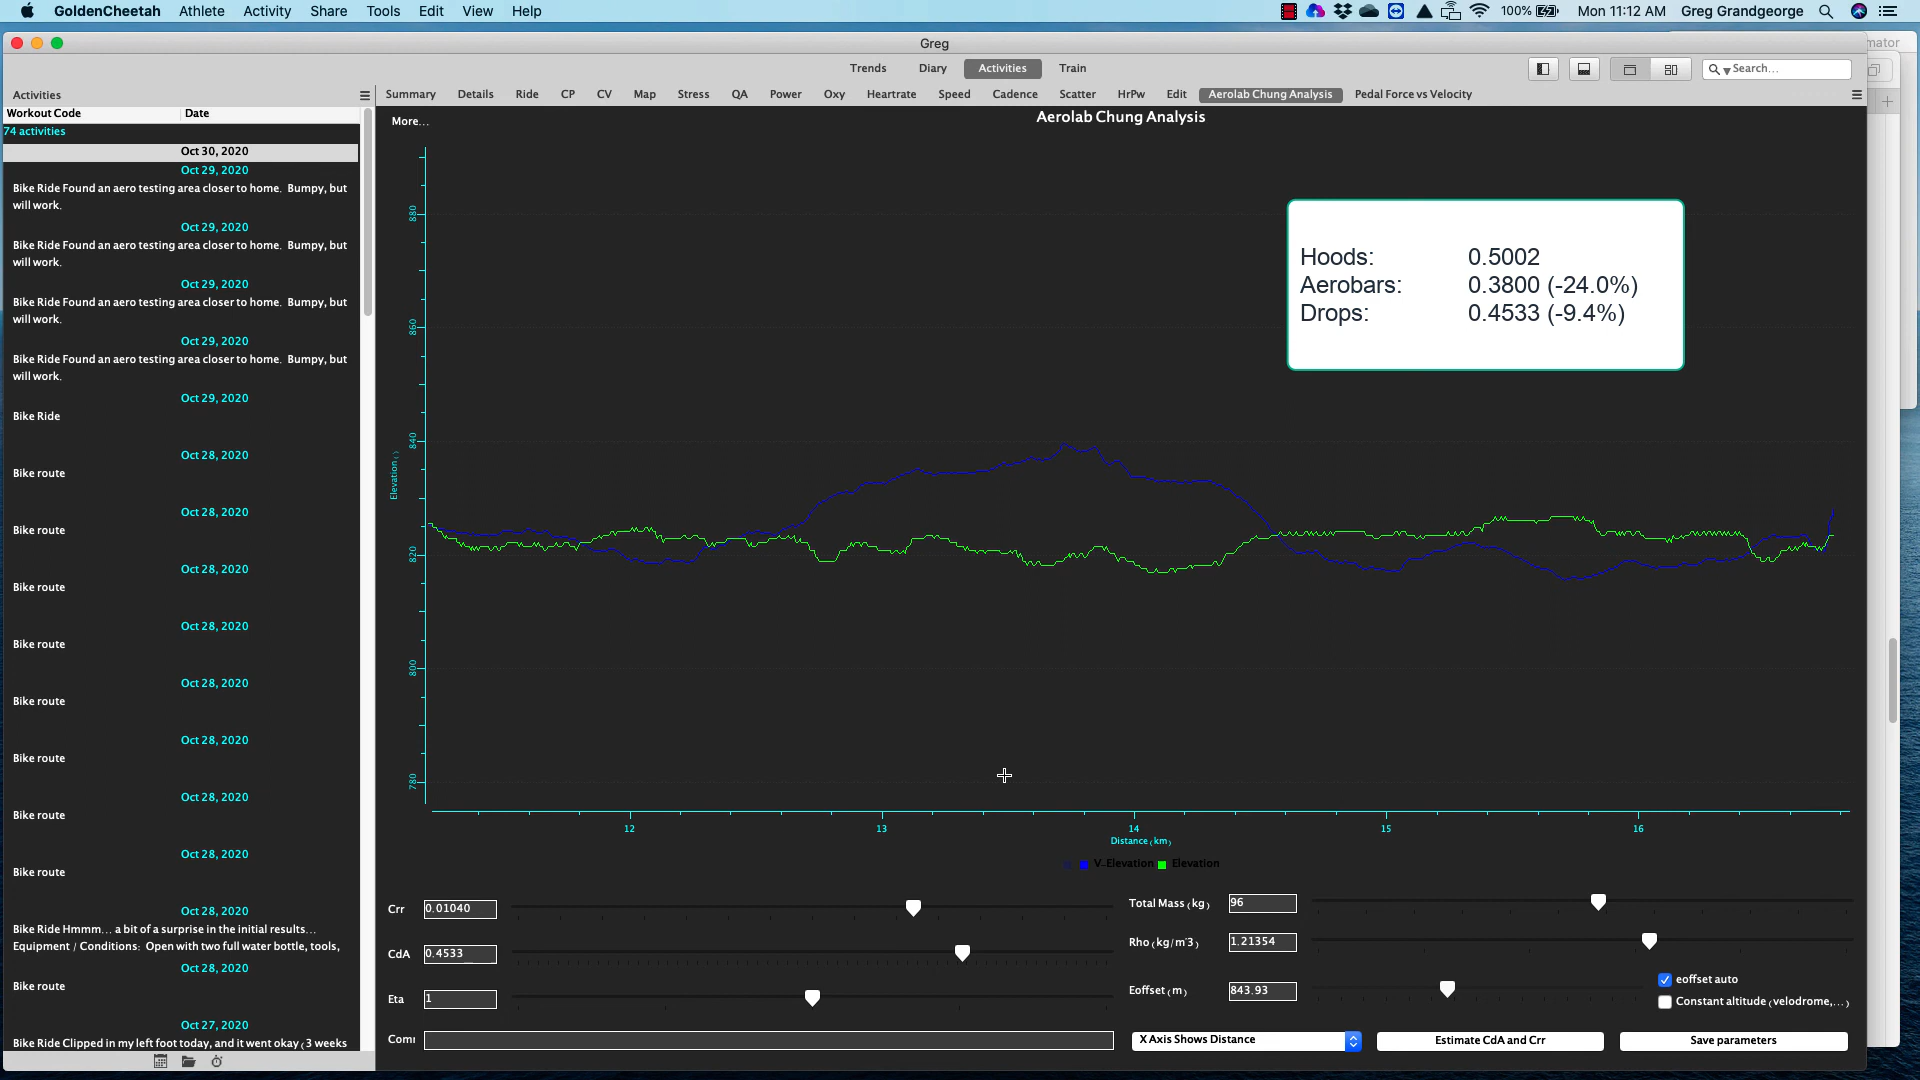 GoldenCheetah Athlete Activity Share Tools Edit View Help 100% Mon 11:12 AM Greg Grandgeorge
Greg
Trends Diary Activities Train Search...
Activities Summary Details Ride CP CV Map Stress QA Power Oxy Heartrate Speed Cadence Scatter HrPw Edit Aerolab Chung Analysis Pedal Force vs Velocity
Workout Code Date
74 activities
Oct 30, 2020
Oct 29, 2020
Bike Ride Found an aero testing area closer to home. Bumpy, but
will work.
Oct 29, 2020
Bike Ride Found an aero testing area closer to home. Bumpy, but
will work.
Oct 29, 2020
Bike Ride Found an aero testing area closer to home. Bumpy, but
will work.
Oct 29, 2020
Bike Ride Found an aero testing area closer to home. Bumpy, but
will work.
Oct 29, 2020
Bike Ride
Oct 28, 2020
Bike route
Oct 28, 2020
Bike route
Oct 28, 2020
Bike route
Oct 28, 2020
Bike route
Oct 28, 2020
Bike route
Oct 28, 2020
Bike route
Oct 28, 2020
Bike route
Oct 28, 2020
Bike route
Oct 28, 2020
Bike Ride Hmmm... a bit of a surprise in the initial results...
Equipment / Conditions: Open with two full water bottle, tools,
Oct 28, 2020
Bike route
Oct 27, 2020
Bike Ride Clipped in my left foot today, and it went okay (3 weeks
More...
Aerolab Chung Analysis
Hoods: 0.5002
Aerobars: 0.3800 (-24.0%)
Drops: 0.4533 (-9.4%)
880
860
840
820
800
780
Elevation ( )
12 13 14 15 16
Distance (km)
V-Elevation Elevation
Crr 0.01040
CdA 0.4533
Eta 1
Total Mass (kg) 96
Rho (kg/m^3) 1.21354
Eoffset (m) 843.93
eoffset auto
Constant altitude (velodrome,...)
Comi
X Axis Shows Distance Estimate CdA and Crr Save parameters
mator